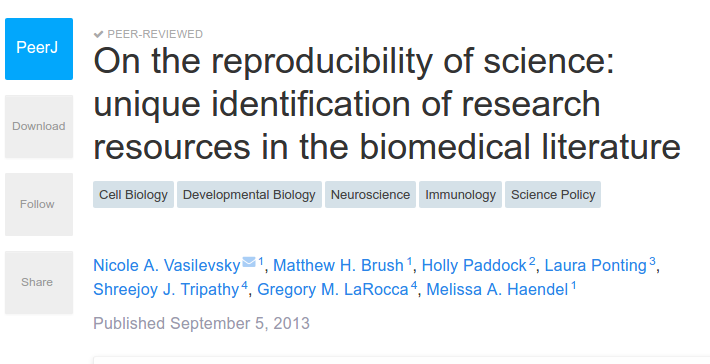 PeerJ
Download
Follow
Share
PEER-REVIEWED
On the reproducibility of science:
unique identification of research
resources in the biomedical literature
Cell Biology Developmental Biology Neuroscience Immunology Science Policy
Nicole A. Vasilevsky 1, Matthew H. Brush 1, Holly Paddock 2, Laura Ponting 3,
Shreejoy J. Tripathy 4, Gregory M. LaRocca 4, Melissa A. Haendel 1
Published September 5, 2013